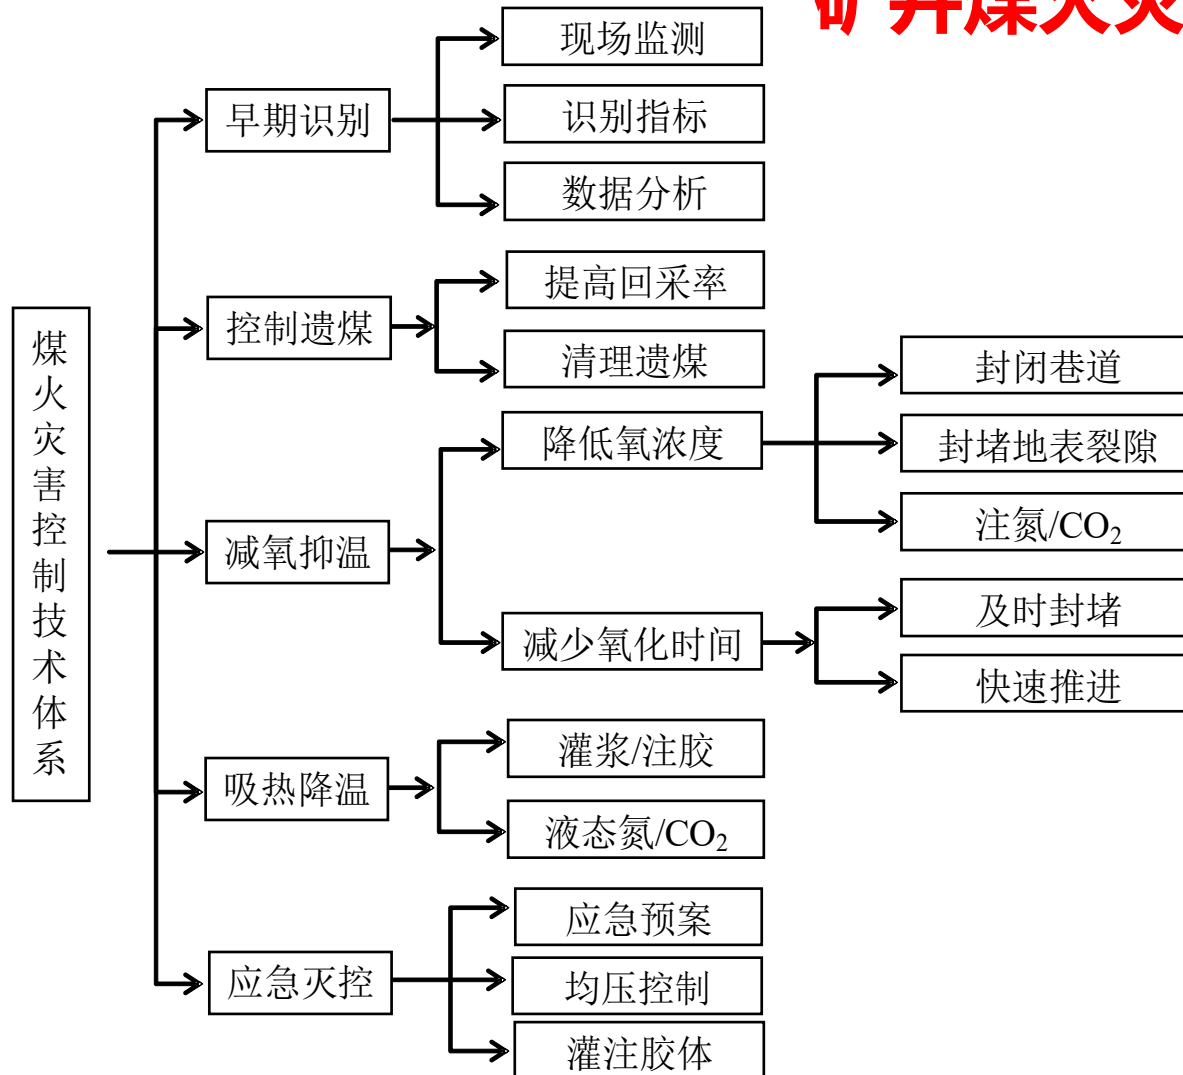 矿井煤火灾
现场监测
早期识别
识别指标
数据分析
提高回采率
控制遗煤
清理遗煤
煤火灾害控制技术体系
封闭巷道
降低氧浓度
封堵地表裂隙
注氮/CO₂
减氧抑温
及时封堵
减少氧化时间
快速推进
灌浆/注胶
吸热降温
液态氮/CO₂
应急预案
应急灭控
均压控制
灌注胶体